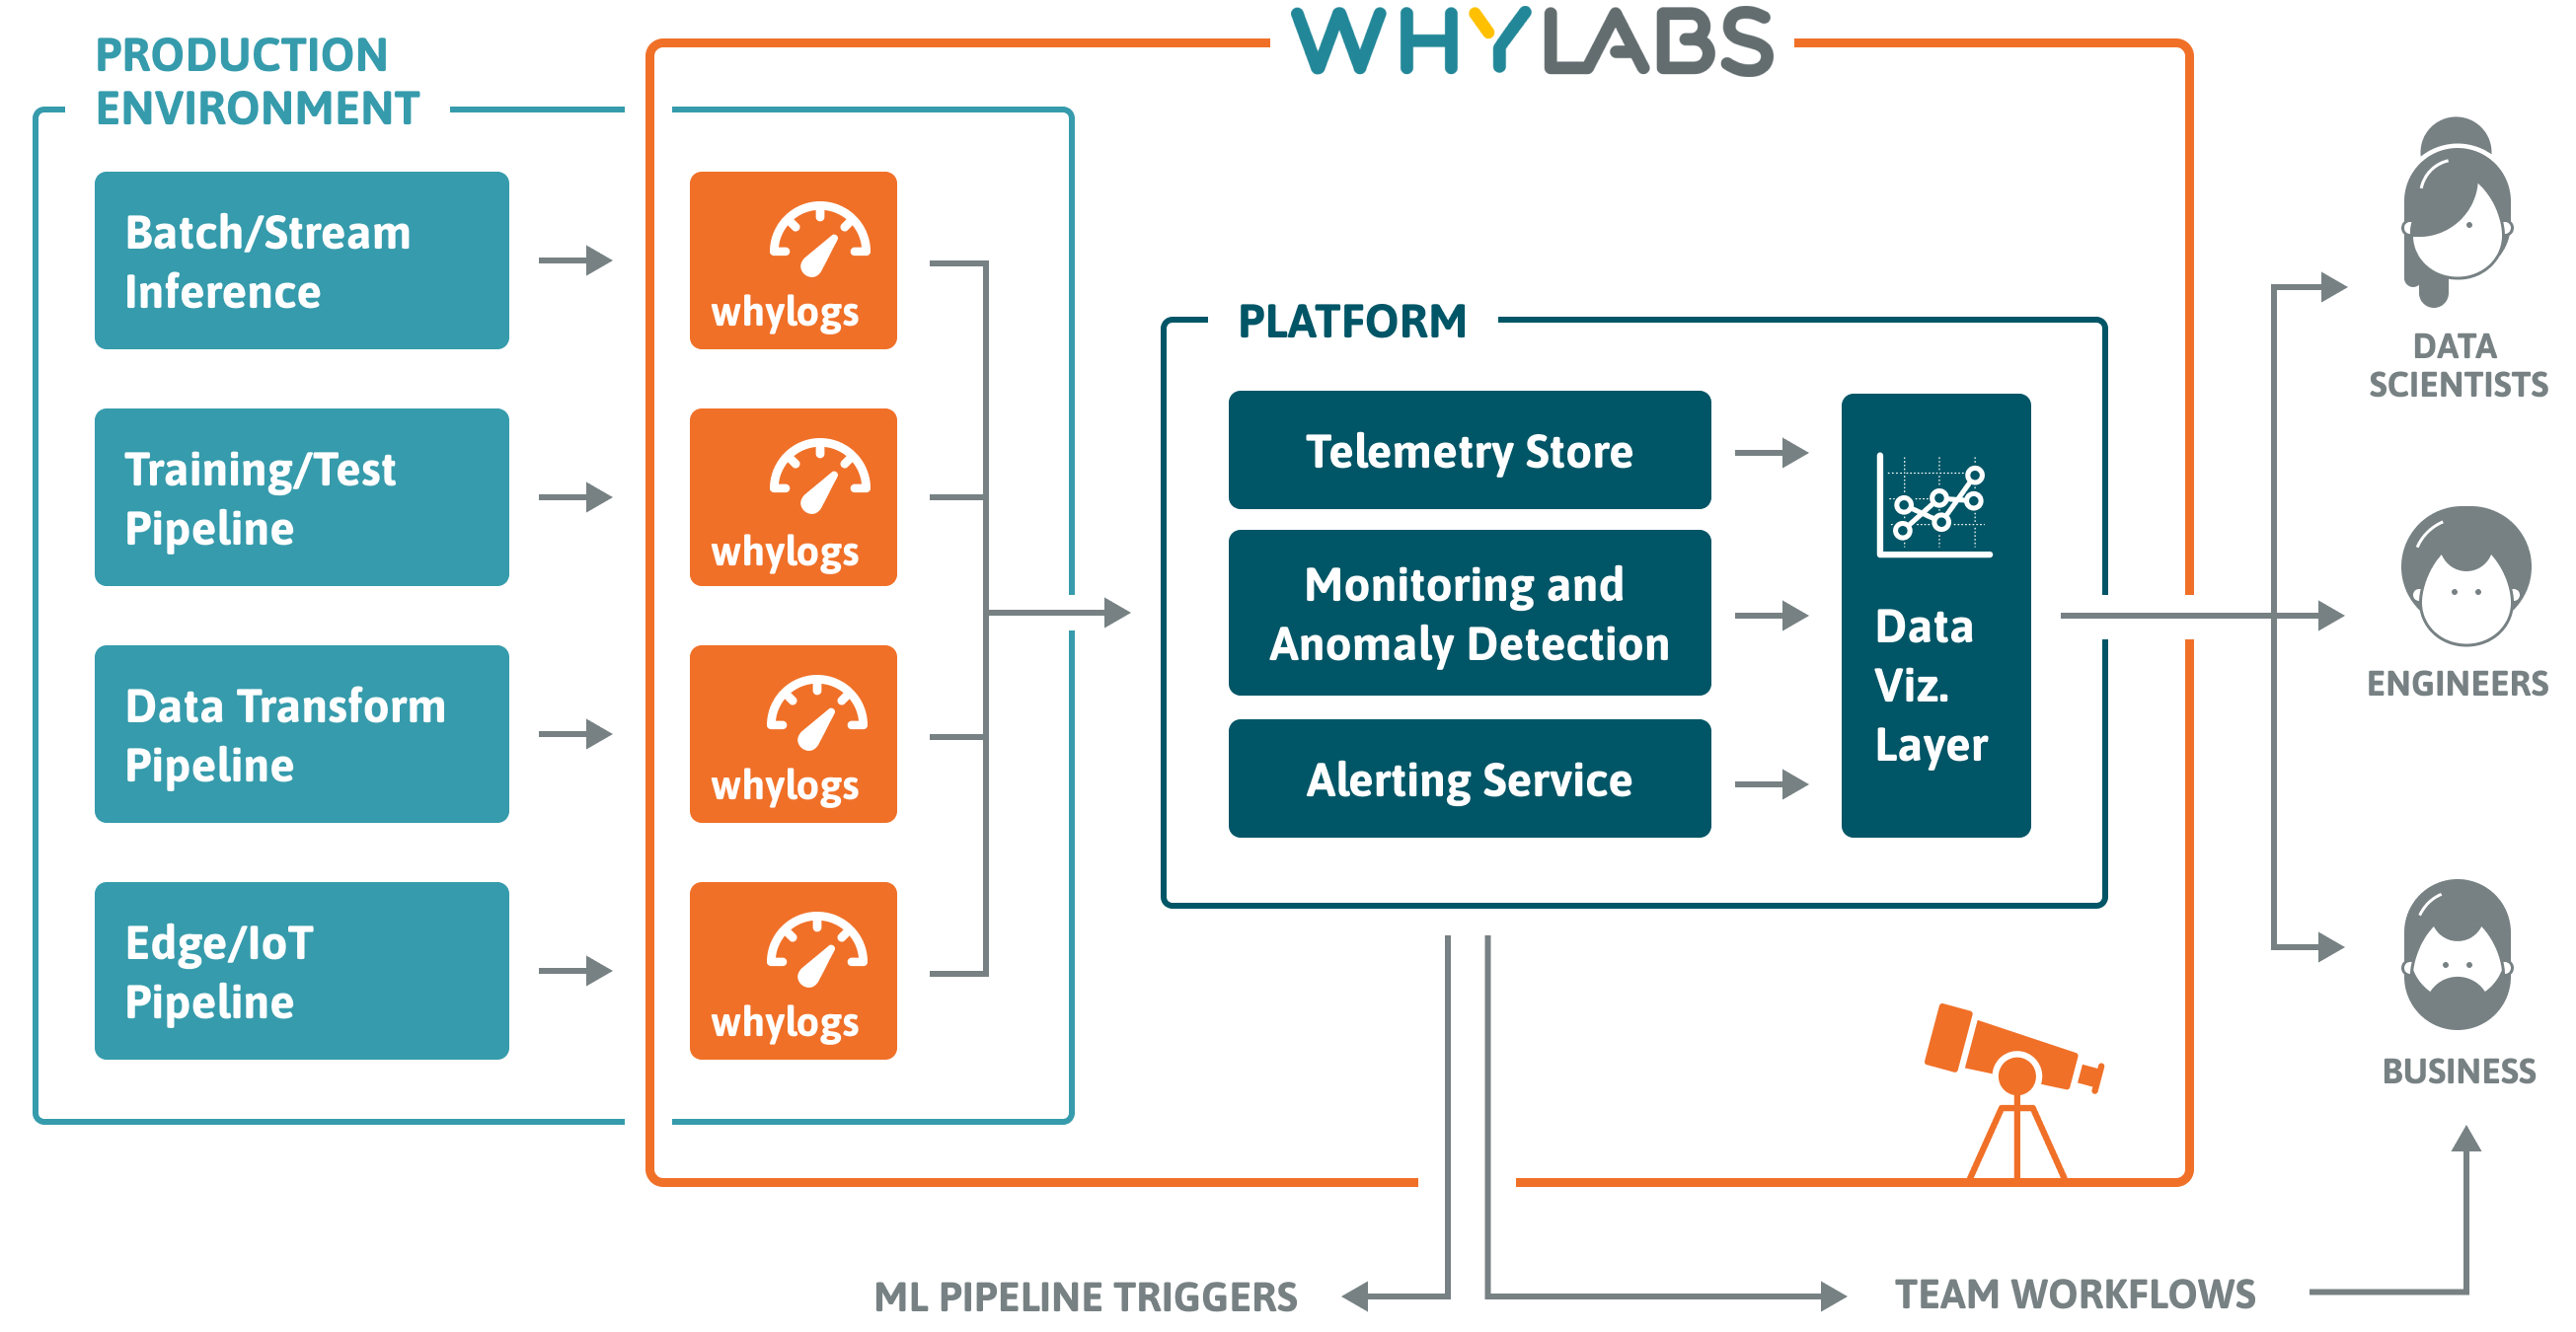 WHYLABS
PRODUCTION
ENVIRONMENT
Batch/Stream
Inference
whylogs
Training/Test
Pipeline
whylogs
Data Transform
Pipeline
whylogs
Edge/IoT
Pipeline
whylogs
PLATFORM
Telemetry Store
Monitoring and
Anomaly Detection
Alerting Service
Data
Viz.
Layer
DATA
SCIENTISTS
ENGINEERS
BUSINESS
ML PIPELINE TRIGGERS
TEAM WORKFLOWS